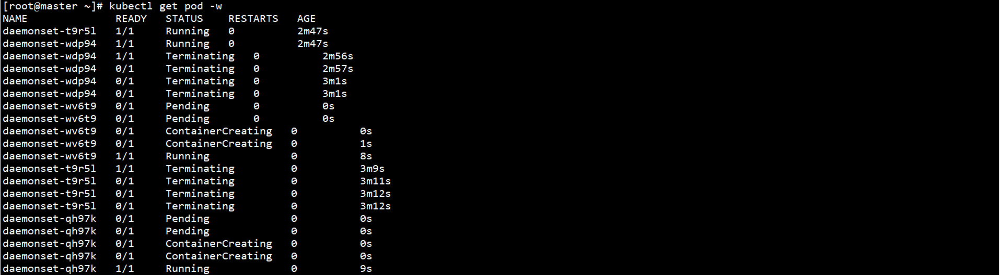 [root@master ~]# kubectl get pod -w
NAME              READY   STATUS    RESTARTS   AGE
daemonset-t9r5l   1/1     Running   0          2m47s
daemonset-wdp94   1/1     Running   0          2m47s
daemonset-wdp94   1/1     Terminating   0          2m56s
daemonset-wdp94   0/1     Terminating   0          2m57s
daemonset-wdp94   0/1     Terminating   0          3m1s
daemonset-wdp94   0/1     Terminating   0          3m1s
daemonset-wv6t9   0/1     Pending       0          0s
daemonset-wv6t9   0/1     Pending       0          0s
daemonset-wv6t9   0/1     ContainerCreating   0          0s
daemonset-wv6t9   0/1     ContainerCreating   0          1s
daemonset-wv6t9   1/1     Running             0          8s
daemonset-t9r5l   1/1     Terminating         0          3m9s
daemonset-t9r5l   0/1     Terminating         0          3m11s
daemonset-t9r5l   0/1     Terminating         0          3m12s
daemonset-t9r5l   0/1     Terminating         0          3m12s
daemonset-qh97k   0/1     Pending             0          0s
daemonset-qh97k   0/1     Pending             0          0s
daemonset-qh97k   0/1     ContainerCreating   0          0s
daemonset-qh97k   0/1     ContainerCreating   0          0s
daemonset-qh97k   1/1     Running             0          9s